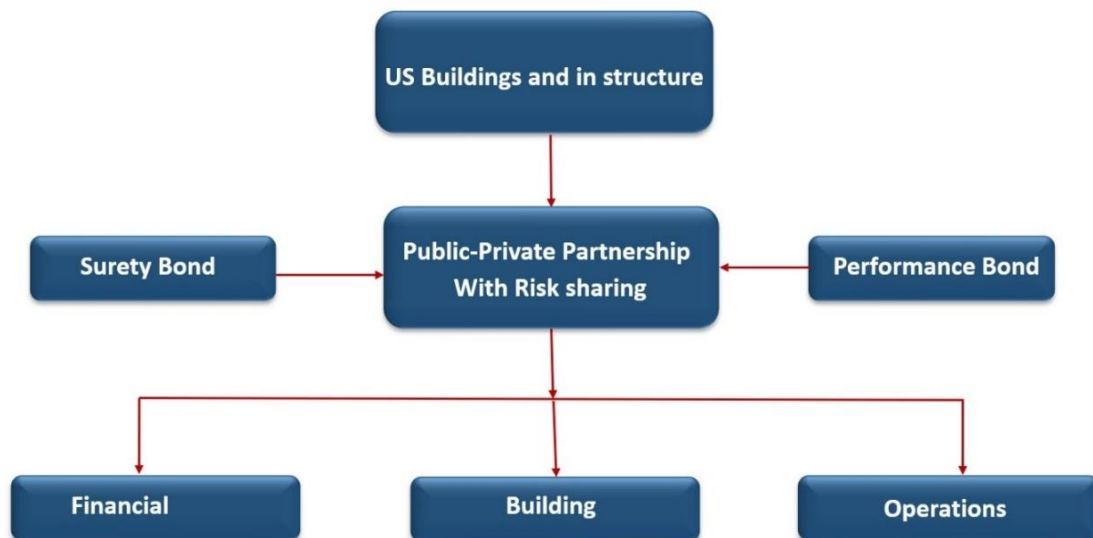 US Buildings and in structure
Surety Bond
Public-Private Partnership
With Risk sharing
Performance Bond
Financial
Building
Operations